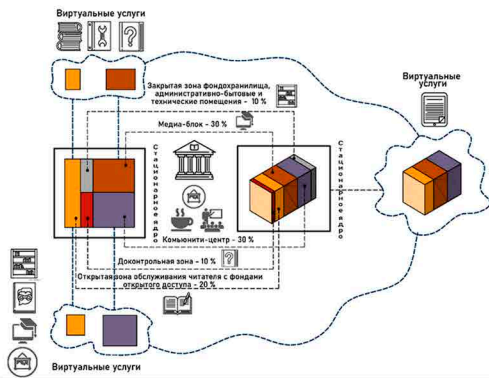 Виртуальные услуги
Закрытая зона фондохранилища,
административно-бытовые и
технические помещения - 10 %
Виртуальные
услуги
Медиа-блок - 30 %
Стационарное ядро
Стационарное ядро
Комьюнити-центр - 30 %
Доконтрольная зона - 10 %
Открытая зона обслуживания читателя с фондами
открытого доступа - 20 %
Виртуальные услуги